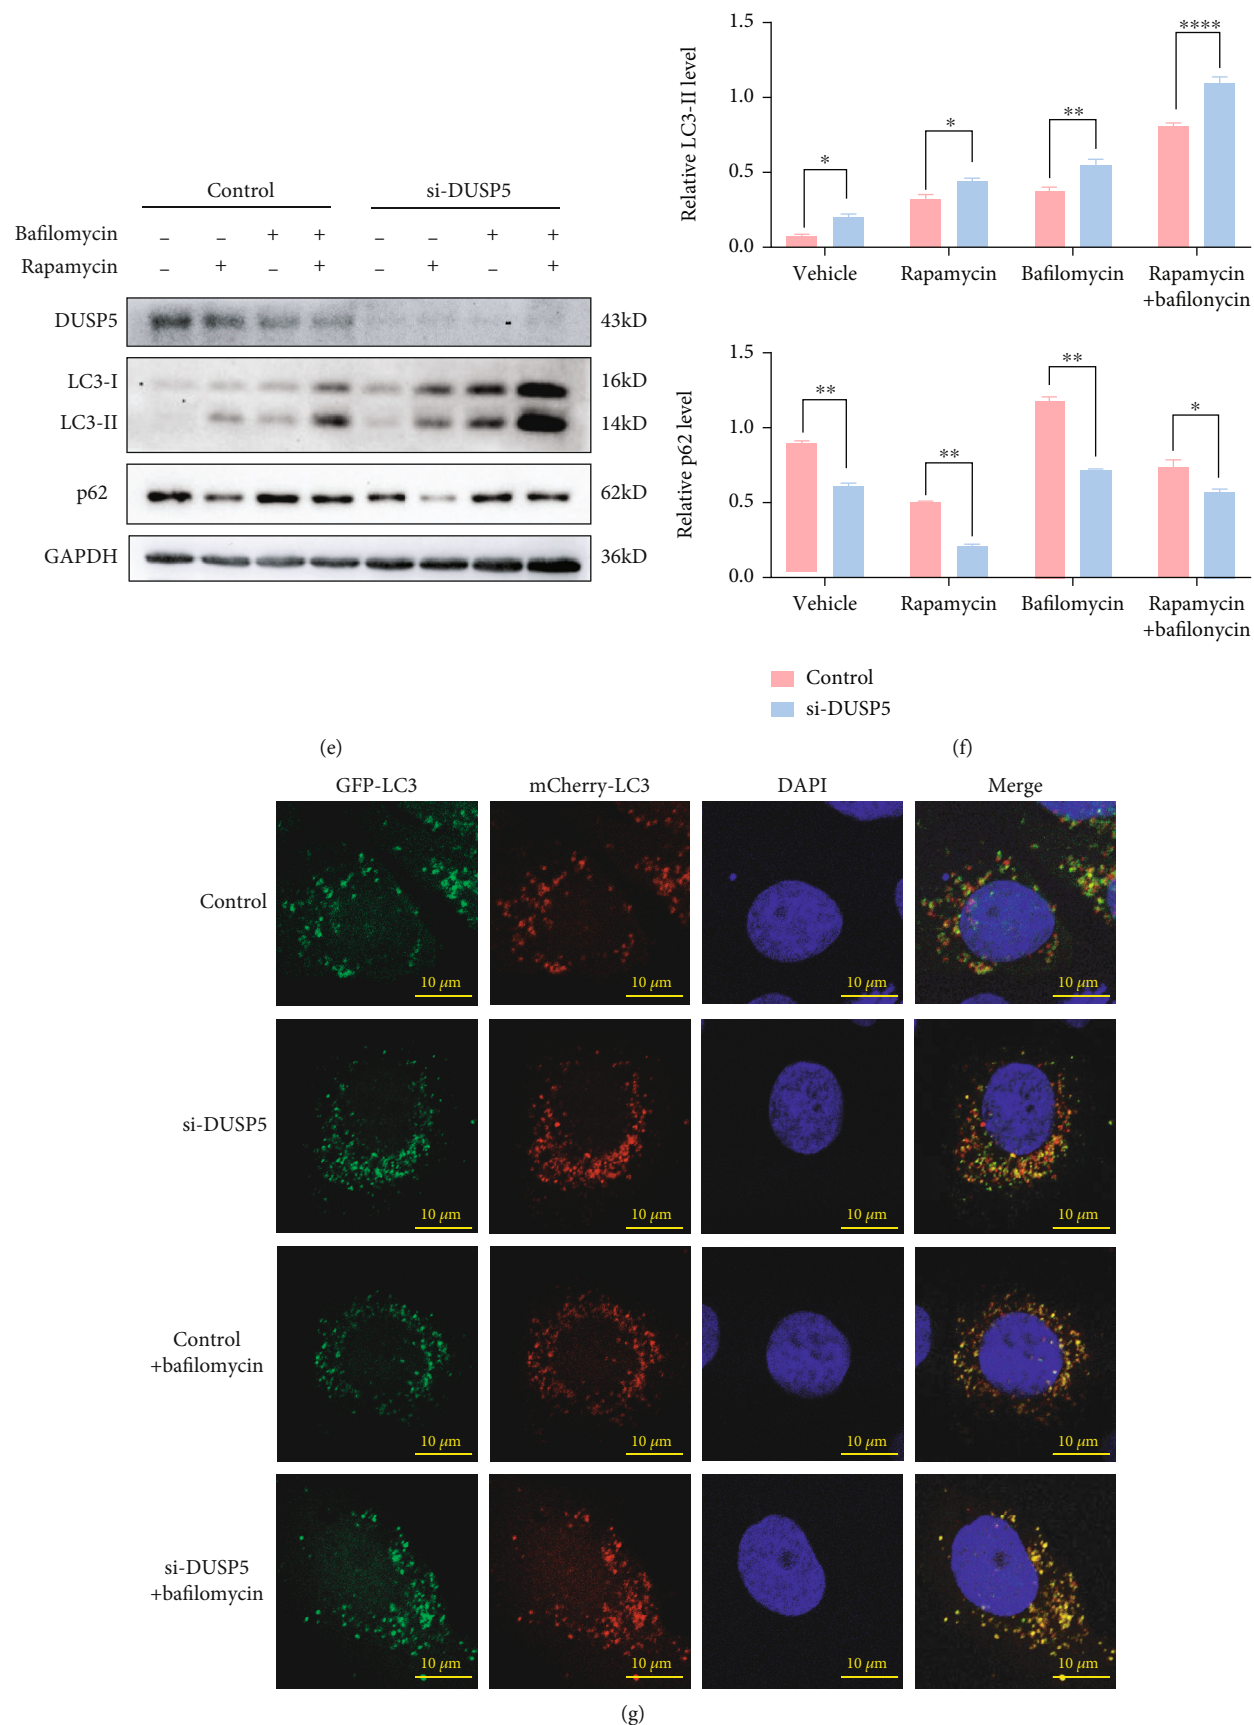 Control si-DUSP5
Bafilomycin – – + + – – + +
Rapamycin – + – + – + – +
DUSP5 43kD
LC3-I 16kD
LC3-II 14kD
p62 62kD
GAPDH 36kD
(e)
Relative LC3-II level
1.5
1.0
0.5
0.0
* * ** ****
Vehicle Rapamycin Bafilomycin Rapamycin
+bafilonycin
Relative p62 level
1.5
1.0
0.5
0.0
** ** ** *
Vehicle Rapamycin Bafilomycin Rapamycin
+bafilonycin
Control
si-DUSP5
(f)
GFP-LC3 mCherry-LC3 DAPI Merge
Control
10 μm 10 μm 10 μm 10 μm
si-DUSP5
10 μm 10 μm 10 μm 10 μm
Control
+bafilomycin
10 μm 10 μm 10 μm 10 μm
si-DUSP5
+bafilomycin
10 μm 10 μm 10 μm 10 μm
(g)